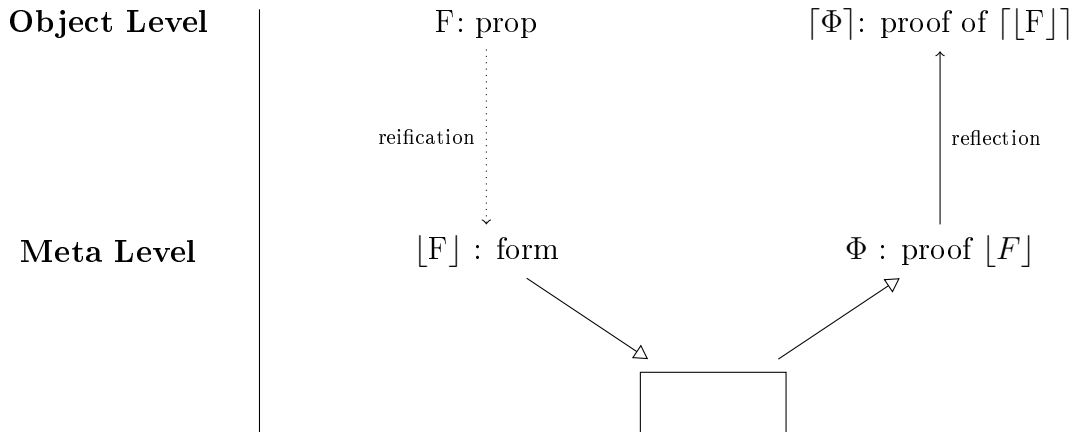 Object Level F: prop ⌈Φ⌉: proof of ⌈⌊F⌋⌉
reification reflection
Meta Level ⌊F⌋ : form Φ : proof ⌊F⌋